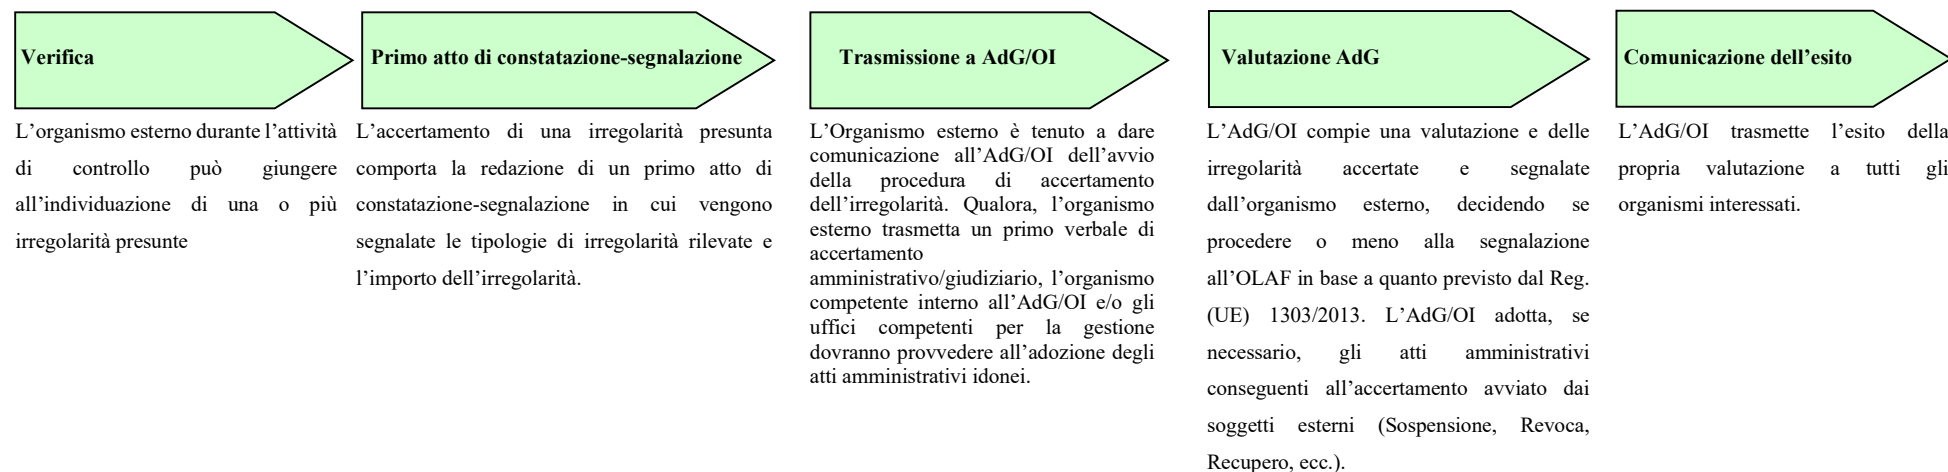 Verifica
L’organismo esterno durante l’attività
di controllo può giungere
all’individuazione di una o più
irregolarità presunte
Primo atto di constatazione-segnalazione
L’accertamento di una irregolarità presunta
comporta la redazione di un primo atto di
constatazione-segnalazione in cui vengono
segnalate le tipologie di irregolarità rilevate e
l’importo dell’irregolarità.
Trasmissione a AdG/OI
L’Organismo esterno è tenuto a dare
comunicazione all’AdG/OI dell’avvio
della procedura di accertamento
dell’irregolarità. Qualora, l’organismo
esterno trasmetta un primo verbale di
accertamento
amministrativo/giudiziario, l’organismo
competente interno all’AdG/OI e/o gli
uffici competenti per la gestione
dovranno provvedere all’adozione degli
atti amministrativi idonei.
Valutazione AdG
L’AdG/OI compie una valutazione e delle
irregolarità accertate e segnalate
dall’organismo esterno, decidendo se
procedere o meno alla segnalazione
all’OLAF in base a quanto previsto dal Reg.
(UE) 1303/2013. L’AdG/OI adotta, se
necessario, gli atti amministrativi
conseguenti all’accertamento avviato dai
soggetti esterni (Sospensione, Revoca,
Recupero, ecc.).
Comunicazione dell’esito
L’AdG/OI trasmette l’esito della
propria valutazione a tutti gli
organismi interessati.